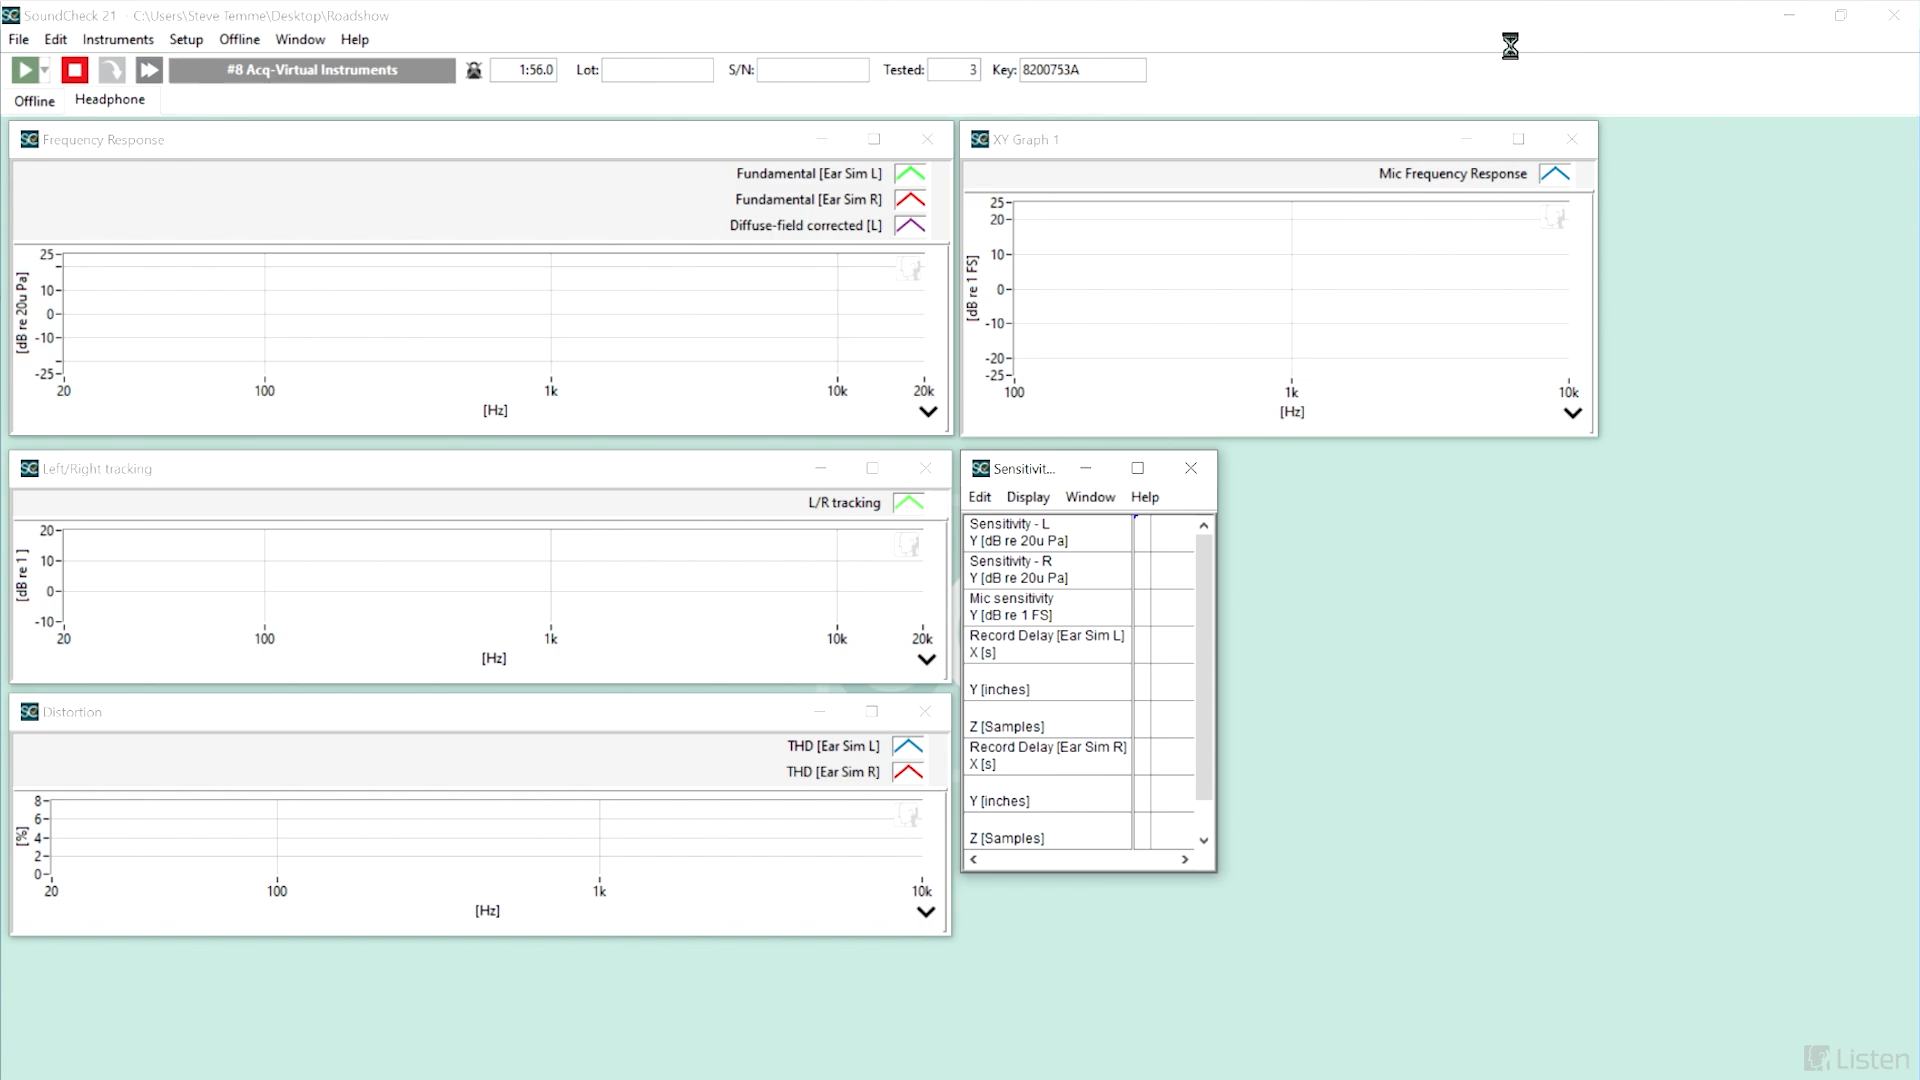 SoundCheck 21 - C:\Users\Steve Temme\Desktop\Roadshow
File Edit Instruments Setup Offline Window Help
#8 Acq-Virtual Instruments 1:56.0 Lot: S/N: Tested: 3 Key: 8200753A
Offline Headphone
Frequency Response
Fundamental [Ear Sim L]
Fundamental [Ear Sim R]
Diffuse-field corrected [L]
[dB re 20u Pa]
25
10
0
-10
-25
20 100 1k 10k 20k
[Hz]
XY Graph 1
Mic Frequency Response
[dB re 1 FS]
25
20
10
0
-10
-20
-25
100 1k 10k
[Hz]
Left/Right tracking
L/R tracking
[dB re 1 ]
20
10
0
-10
20 100 1k 10k 20k
[Hz]
Sensitivit...
Edit Display Window Help
Sensitivity - L
Y [dB re 20u Pa]
Sensitivity - R
Y [dB re 20u Pa]
Mic sensitivity
Y [dB re 1 FS]
Record Delay [Ear Sim L]
X [s]
Y [inches]
Z [Samples]
Record Delay [Ear Sim R]
X [s]
Y [inches]
Z [Samples]
Distortion
THD [Ear Sim L]
THD [Ear Sim R]
[%]
8
6
4
2
0
20 100 1k 10k
[Hz]
Listen